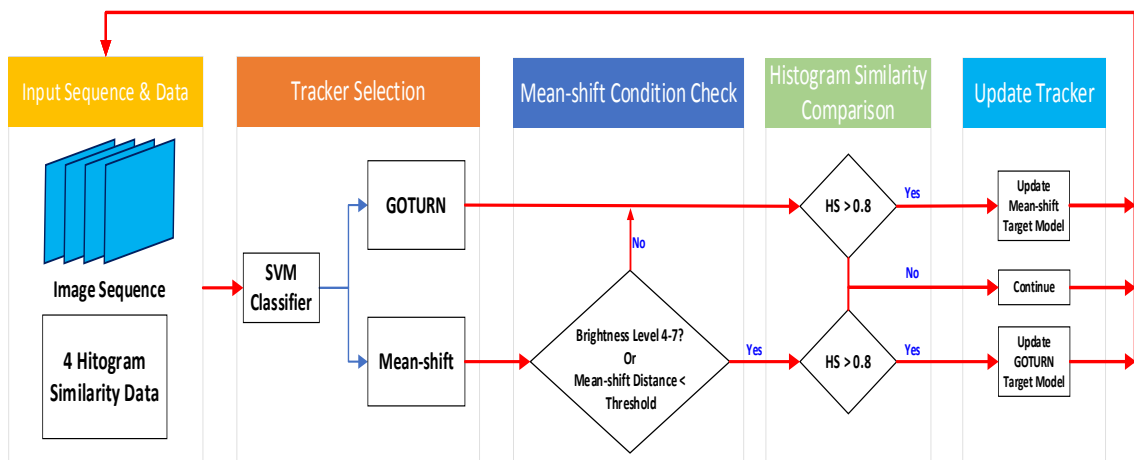 Input Sequence & Data
Image Sequence
4 Hitogram
Similarity Data
Tracker Selection
SVM
Classifier
GOTURN
Mean-shift
Mean-shift Condition Check
No
Brightness Level 4-7?
Or
Mean-shift Distance <
Threshold
Yes
Histogram Similarity
Comparison
HS > 0.8
Yes
No
HS > 0.8
Yes
Update Tracker
Update
Mean-shift
Target Model
Continue
Update
GOTURN
Target Model